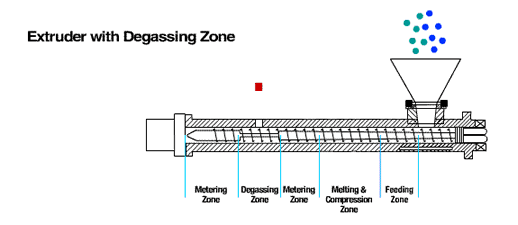 Extruder with Degassing Zone
Metering Zone
Degassing Zone
Metering Zone
Melting & Compression Zone
Feeding Zone